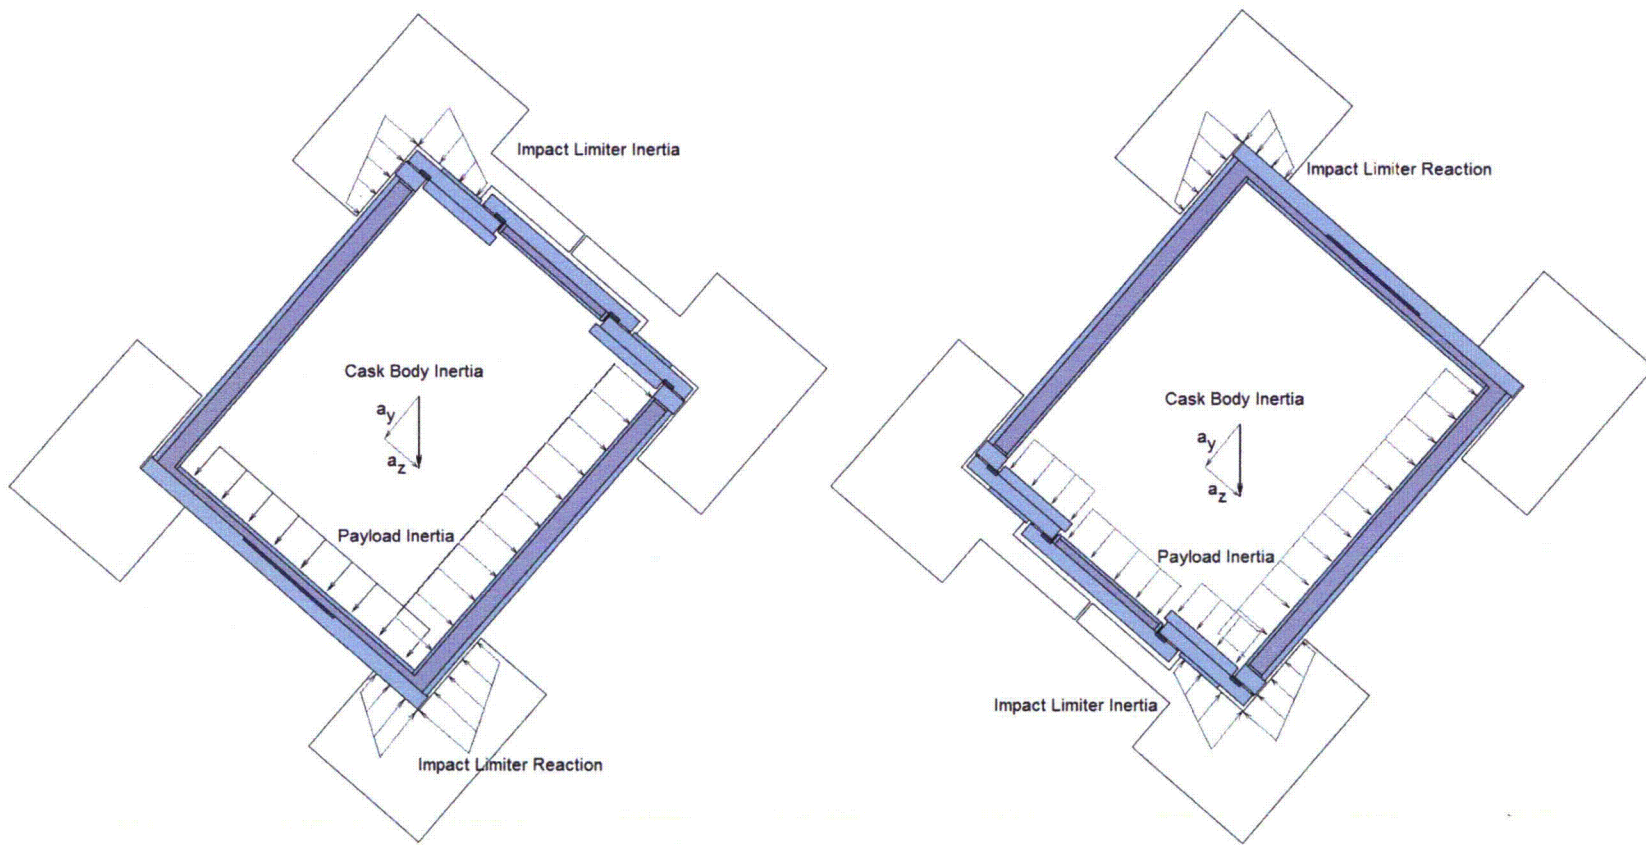 Impact Limiter Inertia
Cask Body Inertia
ay
az
Payload Inertia
Impact Limiter Reaction
Impact Limiter Reaction
Cask Body Inertia
ay
az
Payload Inertia
Impact Limiter Inertia